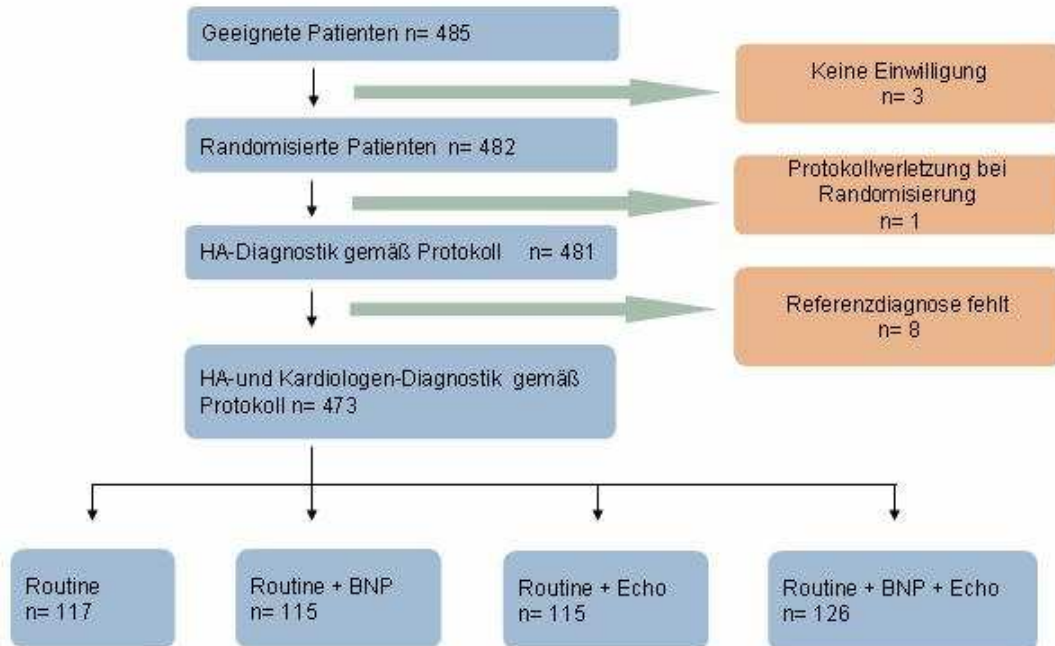 Geeignete Patienten n= 485
Keine Einwilligung
n= 3
Randomisierte Patienten n= 482
Protokollverletzung bei
Randomisierung
n= 1
HA-Diagnostik gemäß Protokoll n= 481
Referenzdiagnose fehlt
n= 8
HA-und Kardiologen-Diagnostik gemäß
Protokoll n= 473
Routine
n= 117
Routine + BNP
n= 115
Routine + Echo
n= 115
Routine + BNP + Echo
n= 126